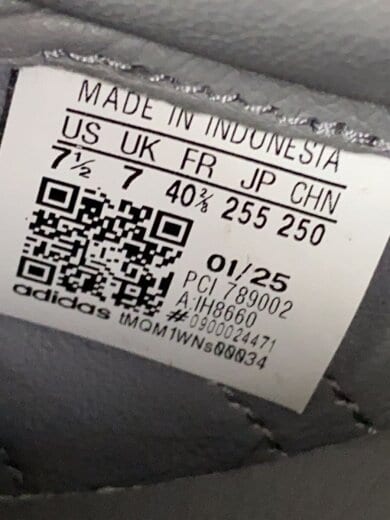 MADE IN INDONESIA
US UK FR JP CHN
7½ 7 40⅔ 255 250
01/25
PCI 789002
A:IH8660
#0900024471
adidas tMQM1WNs00034